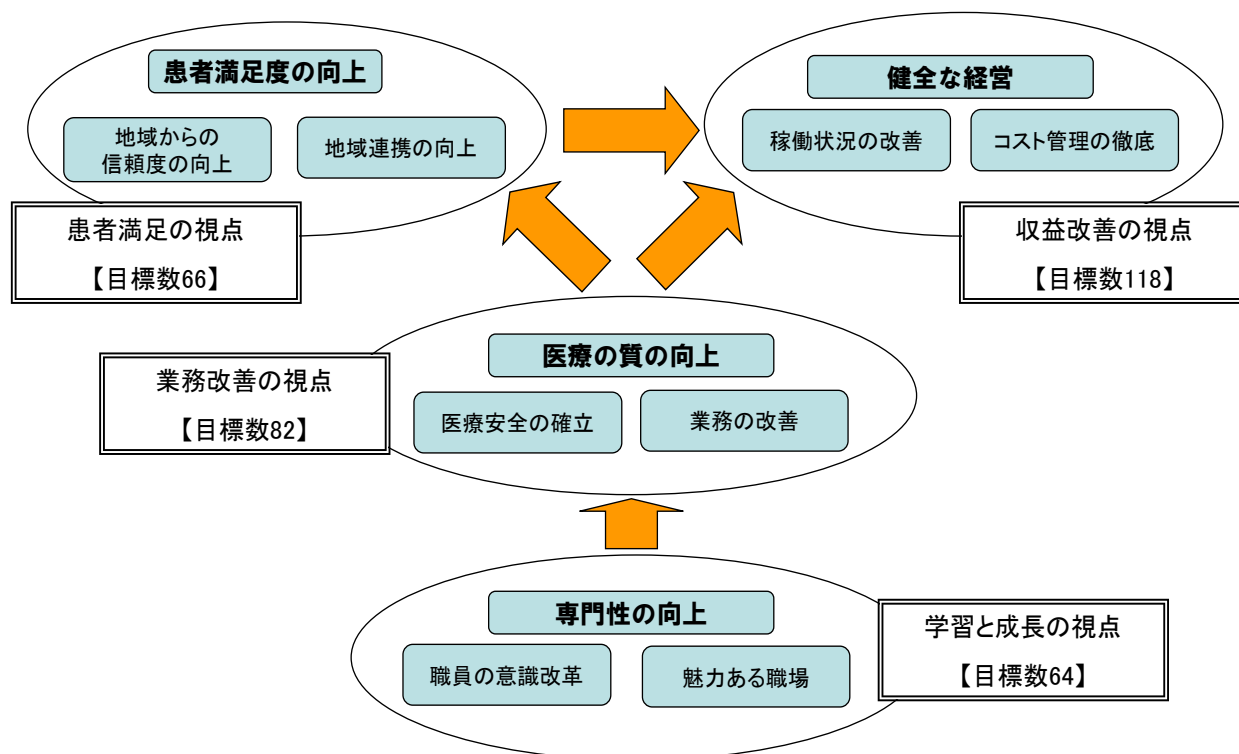 患者満足度の向上
地域からの
信頼度の向上
地域連携の向上
患者満足の視点
【目標数66】
健全な経営
稼働状況の改善
コスト管理の徹底
収益改善の視点
【目標数118】
医療の質の向上
医療安全の確立
業務の改善
業務改善の視点
【目標数82】
専門性の向上
職員の意識改革
魅力ある職場
学習と成長の視点
【目標数64】